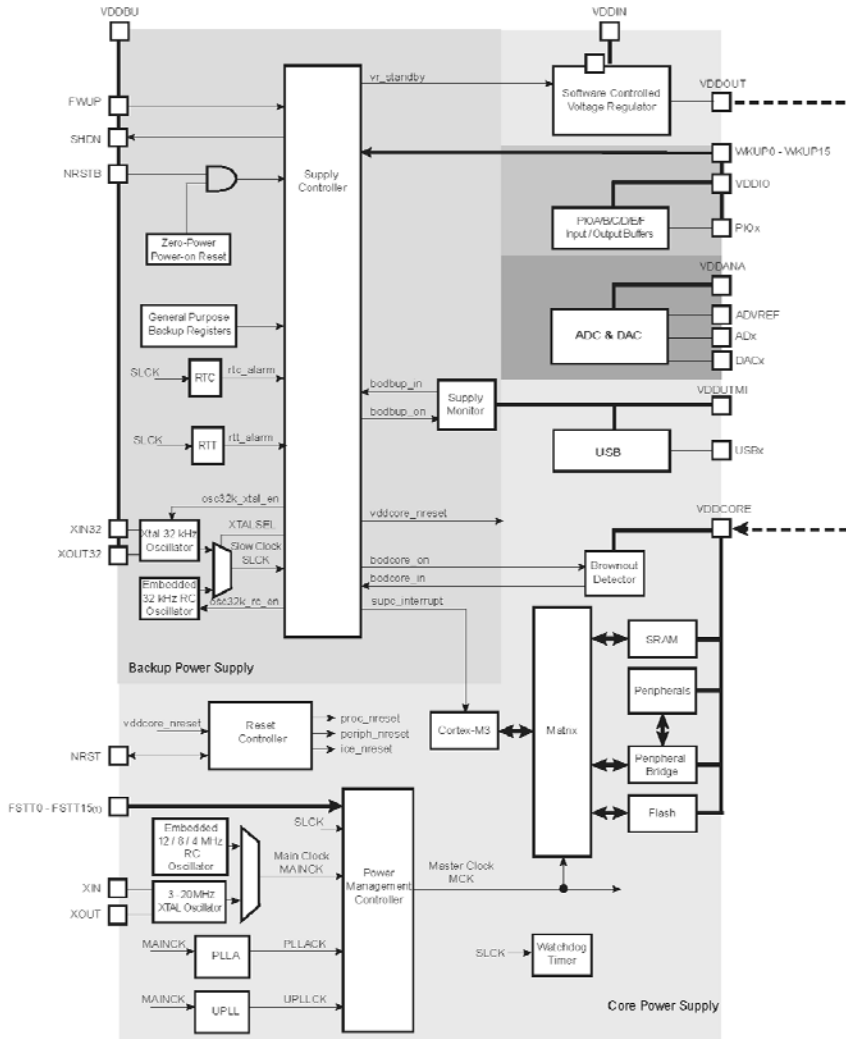 VDDBU
VDDIN
vr_standby
Software Controlled
Voltage Regulator
VDDOUT
FWUP
SHDN
NRSTB
WKUP0 - WKUP15
Supply
Controller
VDDIO
PIOA/B/C/D/E/F
Input / Output Buffers
PIOx
Zero-Power
Power-on Reset
VDDANA
General Purpose
Backup Registers
ADVREF
ADC & DAC
ADx
DACx
SLCK
RTC
rtc_alarm
bodbup_in
Supply
Monitor
bodbup_on
VDDUTMI
SLCK
RTT
rtt_alarm
USB
USBx
osc32k_xtal_en
VDDCORE
XIN32
Xtal 32 kHz
Oscillator
XTALSEL
vddcore_nreset
XOUT32
Slow Clock
SLCK
bodcore_on
Brownout
Detector
bodcore_in
Embedded
32 kHz RC
Oscillator
osc32k_rc_en
supc_interrupt
SRAM
Backup Power Supply
Peripherals
vddcore_nreset
Reset
Controller
proc_nreset
periph_nreset
ice_nreset
Cortex-M3
Matrix
NRST
Peripheral
Bridge
FSTT0 - FSTT15(1)
Flash
SLCK
Embedded
12 / 8 / 4 MHz
RC
Oscillator
Main Clock
MAINCK
Power
Management
Controller
Master Clock
MCK
XIN
3 - 20MHz
XTAL Oscillator
XOUT
MAINCK
PLLA
PLLACK
SLCK
Watchdog
Timer
MAINCK
UPLL
UPLLCK
Core Power Supply